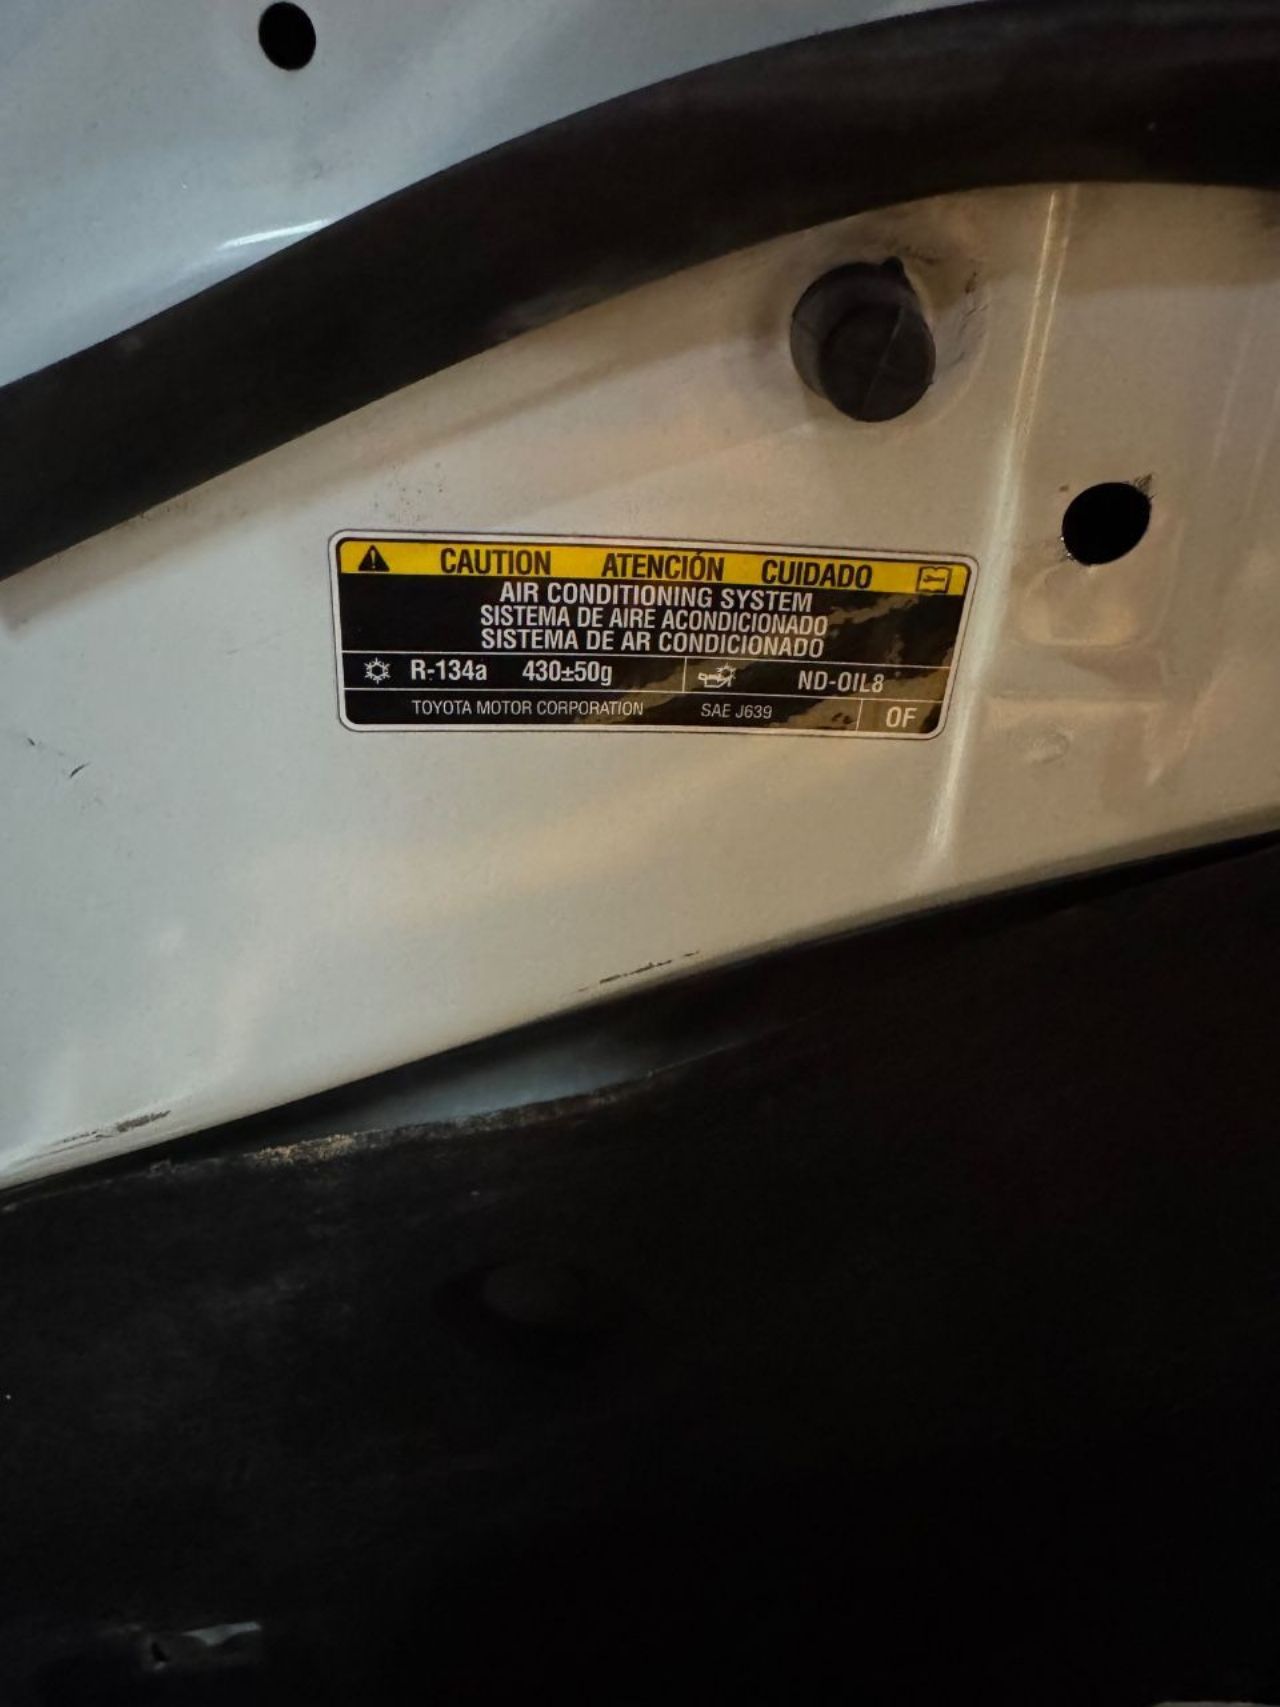 CAUTION ATENCIÓN CUIDADO
AIR CONDITIONING SYSTEM
SISTEMA DE AIRE ACONDICIONADO
SISTEMA DE AR CONDICIONADO
R-134a 430±50g ND-OIL8
TOYOTA MOTOR CORPORATION SAE J639 0F